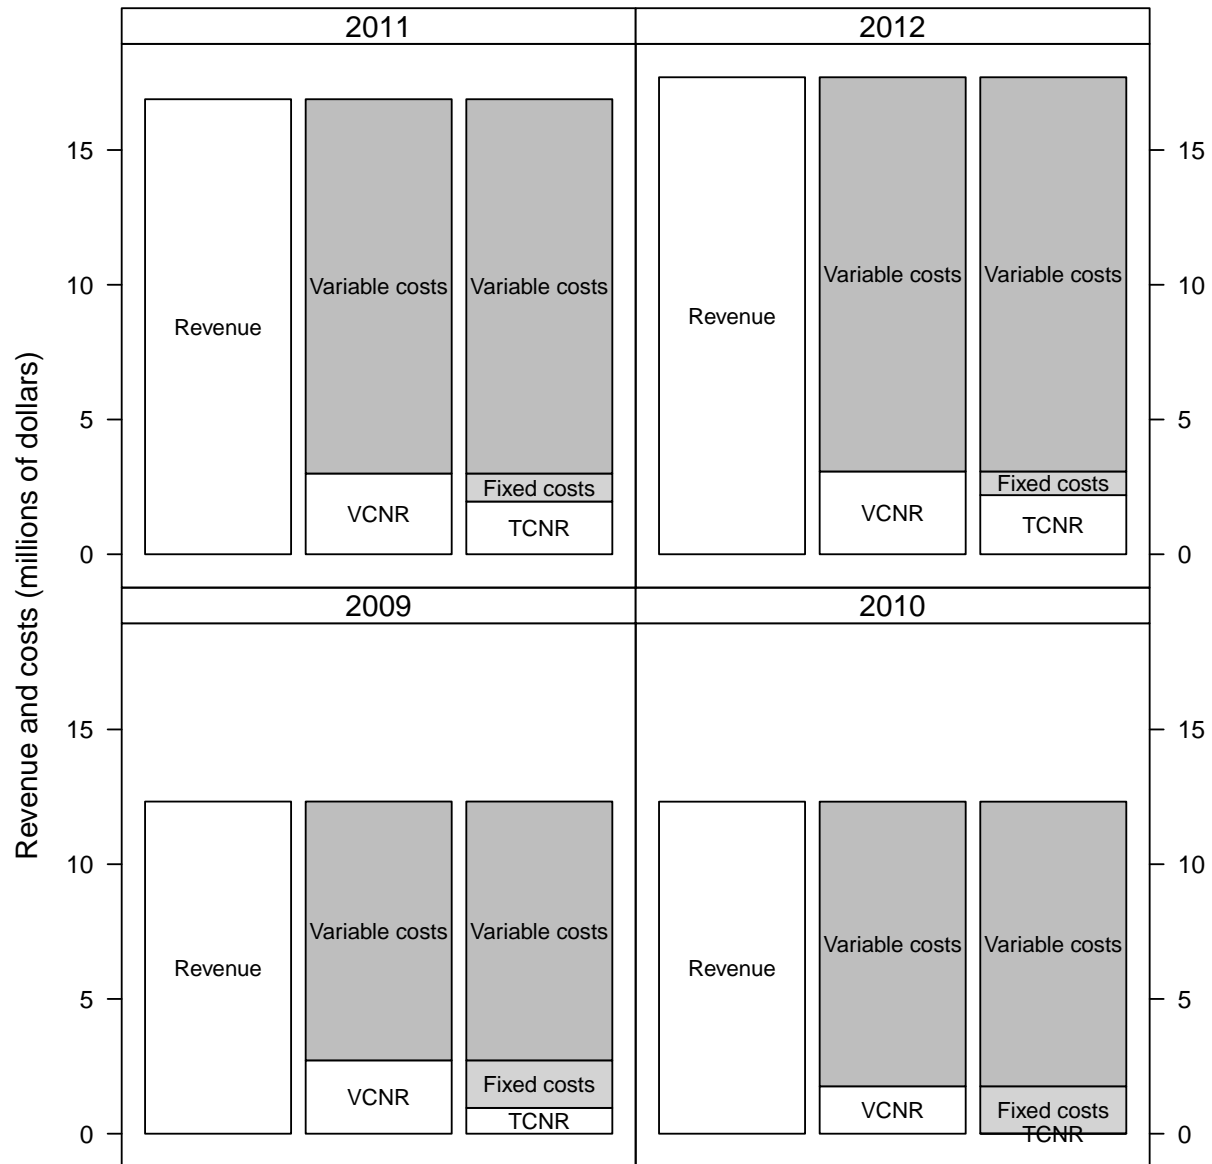 Revenue and costs (millions of dollars)
2011
2012
15
10
5
0
Revenue
Variable costs
VCNR
Variable costs
Fixed costs
TCNR
Revenue
Variable costs
VCNR
Variable costs
Fixed costs
TCNR
15
10
5
0
2009
2010
15
10
5
0
Revenue
Variable costs
VCNR
Variable costs
Fixed costs
TCNR
Revenue
Variable costs
VCNR
Variable costs
Fixed costs
TCNR
15
10
5
0